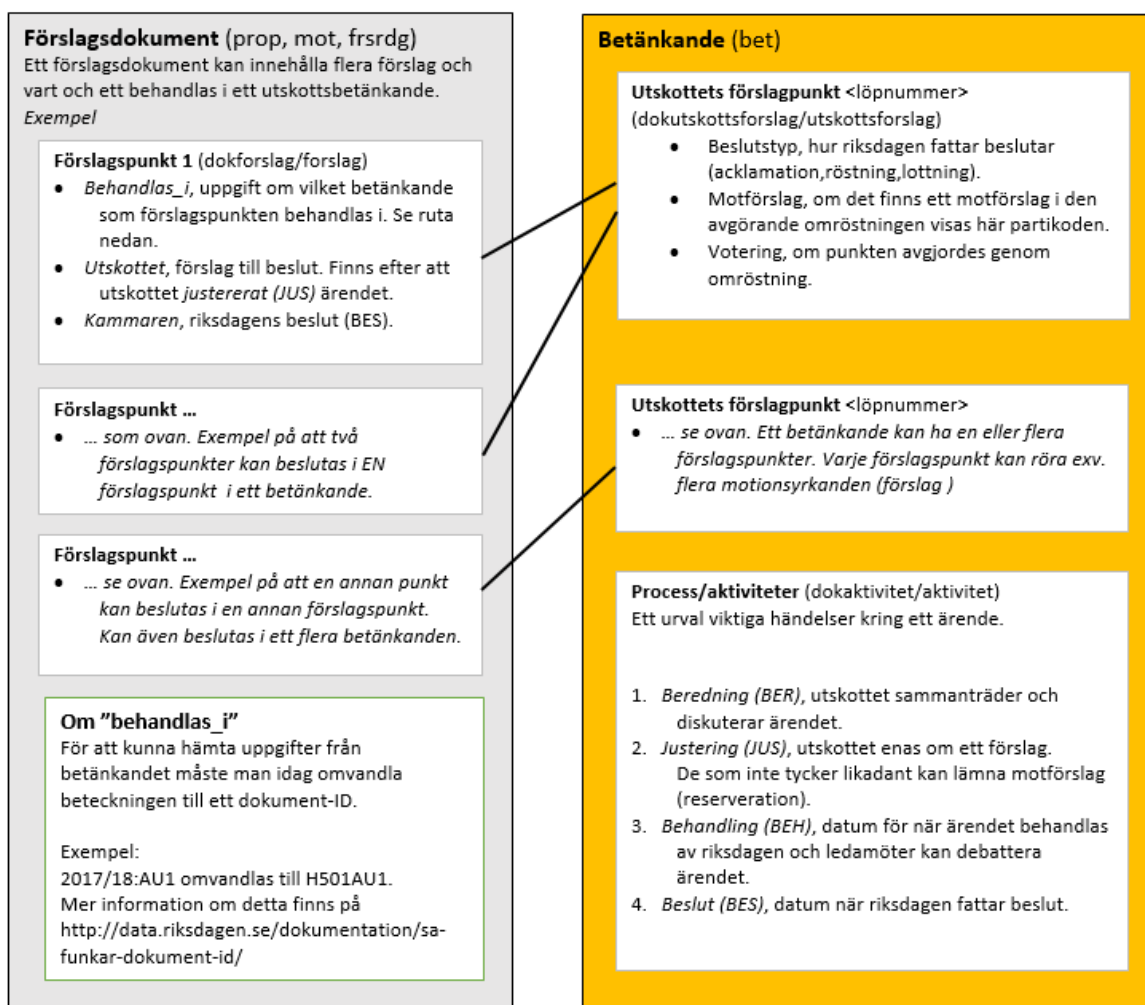 Förslagsdokument (prop, mot, frsrdg)
Ett förslagsdokument kan innehålla flera förslag och
vart och ett behandlas i ett utskottsbetänkande.
Exempel
Förslagspunkt 1 (dokforslag/forslag)
• Behandlas_i, uppgift om vilket betänkande
som förslagspunkten behandlas i. Se ruta
nedan.
• Utskottet, förslag till beslut. Finns efter att
utskottet justererat (JUS) ärendet.
• Kammaren, riksdagens beslut (BES).
Förslagspunkt …
• … som ovan. Exempel på att två
förslagspunkter kan beslutas i EN
förslagspunkt i ett betänkande.
Förslagspunkt …
• … se ovan. Exempel på att en annan punkt
kan beslutas i en annan förslagspunkt.
Kan även beslutas i ett flera betänkanden.
Om ”behandlas_i”
För att kunna hämta uppgifter från
betänkandet måste man idag omvandla
beteckningen till ett dokument-ID.
Exempel:
2017/18:AU1 omvandlas till H501AU1.
Mer information om detta finns på
http://data.riksdagen.se/dokumentation/sa-
funkar-dokument-id/
Betänkande (bet)
Utskottets förslagpunkt <löpnummer>
(dokutskottsforslag/utskottsforslag)
• Beslutstyp, hur riksdagen fattar beslutar
(acklamation,röstning,lottning).
• Motförslag, om det finns ett motförslag i den
avgörande omröstningen visas här partikoden.
• Votering, om punkten avgjordes genom
omröstning.
Utskottets förslagpunkt <löpnummer>
• … se ovan. Ett betänkande kan ha en eller flera
förslagspunkter. Varje förslagspunkt kan röra exv.
flera motionsyrkanden (förslag )
Process/aktiviteter (dokaktivitet/aktivitet)
Ett urval viktiga händelser kring ett ärende.
1. Beredning (BER), utskottet sammanträder och
diskuterar ärendet.
2. Justering (JUS), utskottet enas om ett förslag.
De som inte tycker likadant kan lämna motförslag
(reserveration).
3. Behandling (BEH), datum för när ärendet behandlas
av riksdagen och ledamöter kan debattera
ärendet.
4. Beslut (BES), datum när riksdagen fattar beslut.